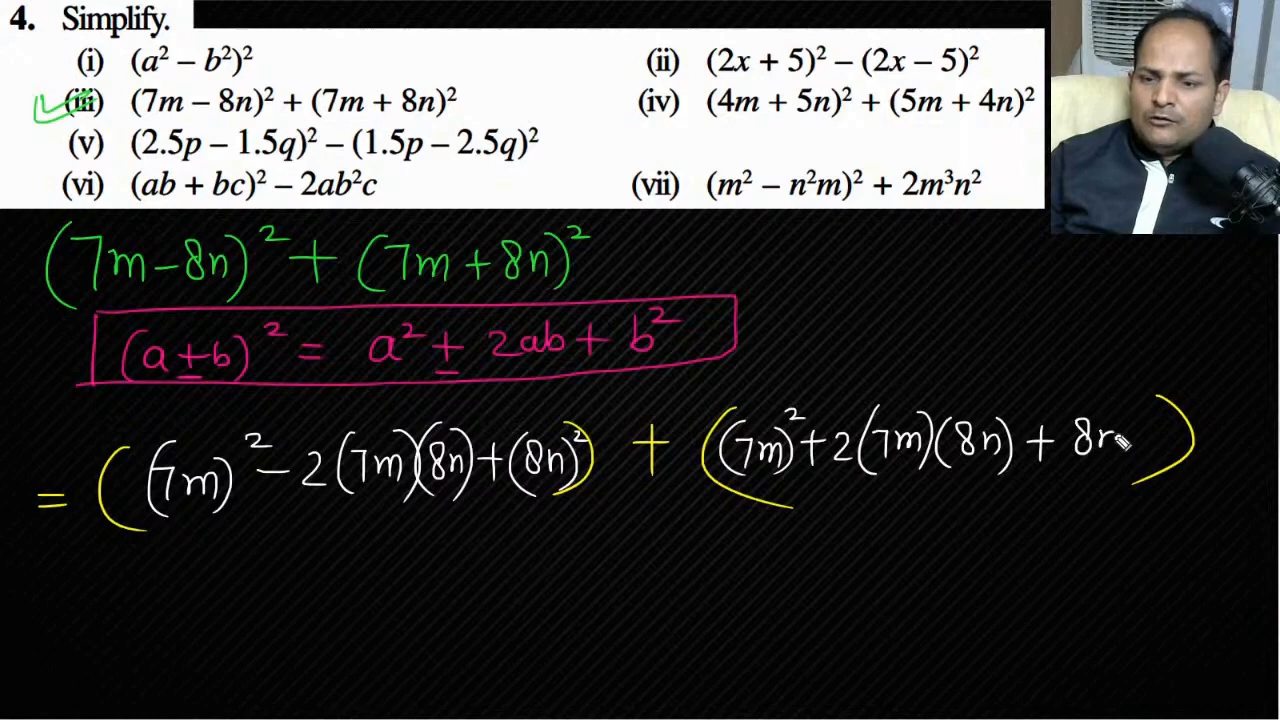 4. Simplify.
(i) (a² – b²)² (ii) (2x + 5)² – (2x – 5)²
(iii) (7m – 8n)² + (7m + 8n)² (iv) (4m + 5n)² + (5m + 4n)²
(v) (2.5p – 1.5q)² – (1.5p – 2.5q)²
(vi) (ab + bc)² – 2ab²c (vii) (m² – n²m)² + 2m³n²
(7m – 8n)² + (7m + 8n)²
(a ± b)² = a² ± 2ab + b²
= ((7m)² – 2(7m)(8n) + (8n)²) + ((7m)² + 2(7m)(8n) + 8n)